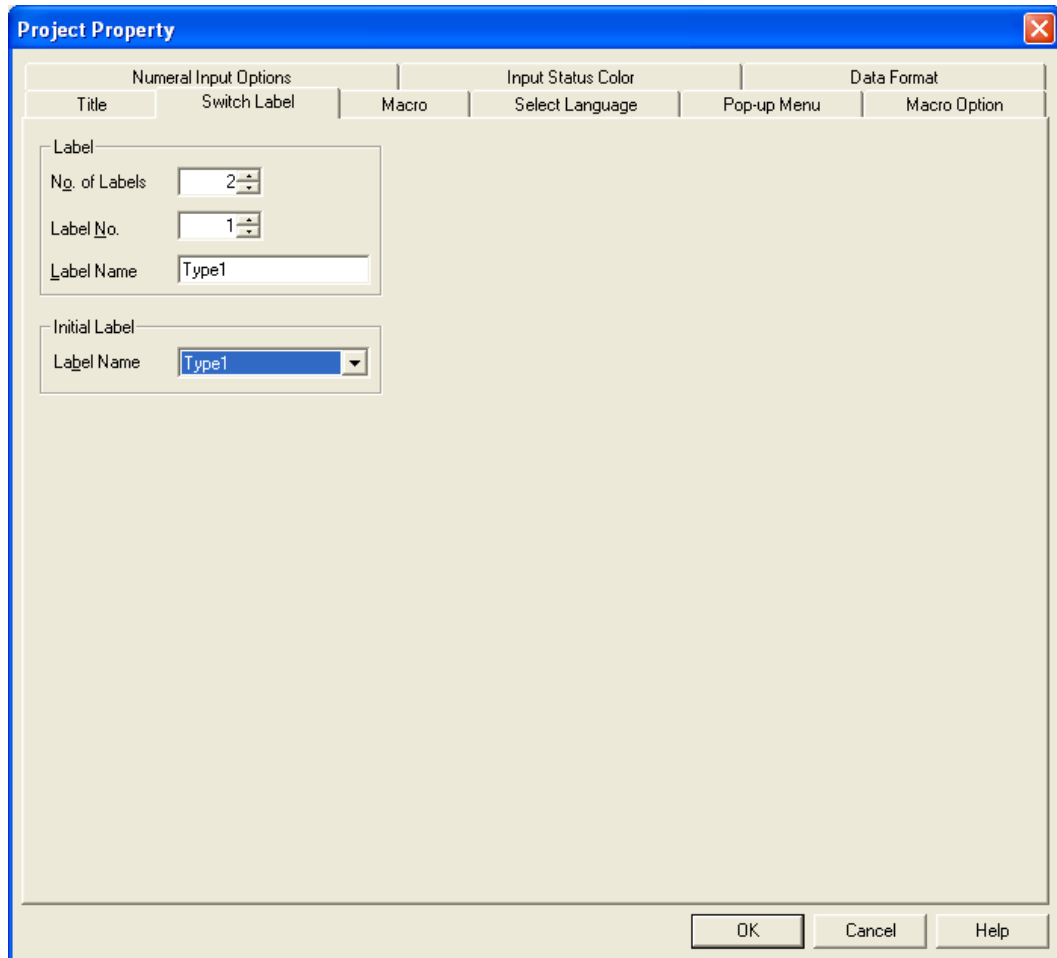 Project Property
Numeral Input Options Input Status Color Data Format
Title Switch Label Macro Select Language Pop-up Menu Macro Option
Label
No. of Labels 2
Label No. 1
Label Name Type1
Initial Label
Label Name Type1
OK Cancel Help